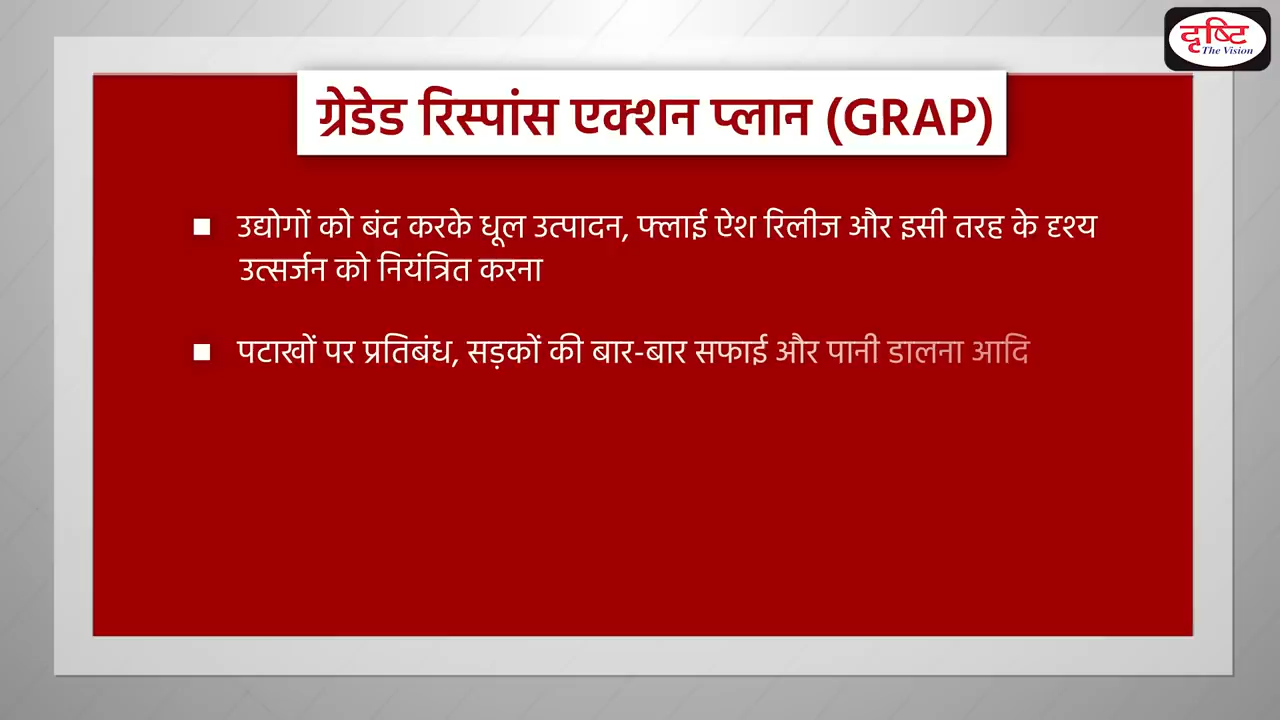 दृष्टि
The Vision
ग्रेडेड रिस्पांस एक्शन प्लान (GRAP)
■ उद्योगों को बंद करके धूल उत्पादन, फ्लाई ऐश रिलीज और इसी तरह के दृश्य
उत्सर्जन को नियंत्रित करना
■ पटाखों पर प्रतिबंध, सड़कों की बार-बार सफाई और पानी डालना आदि